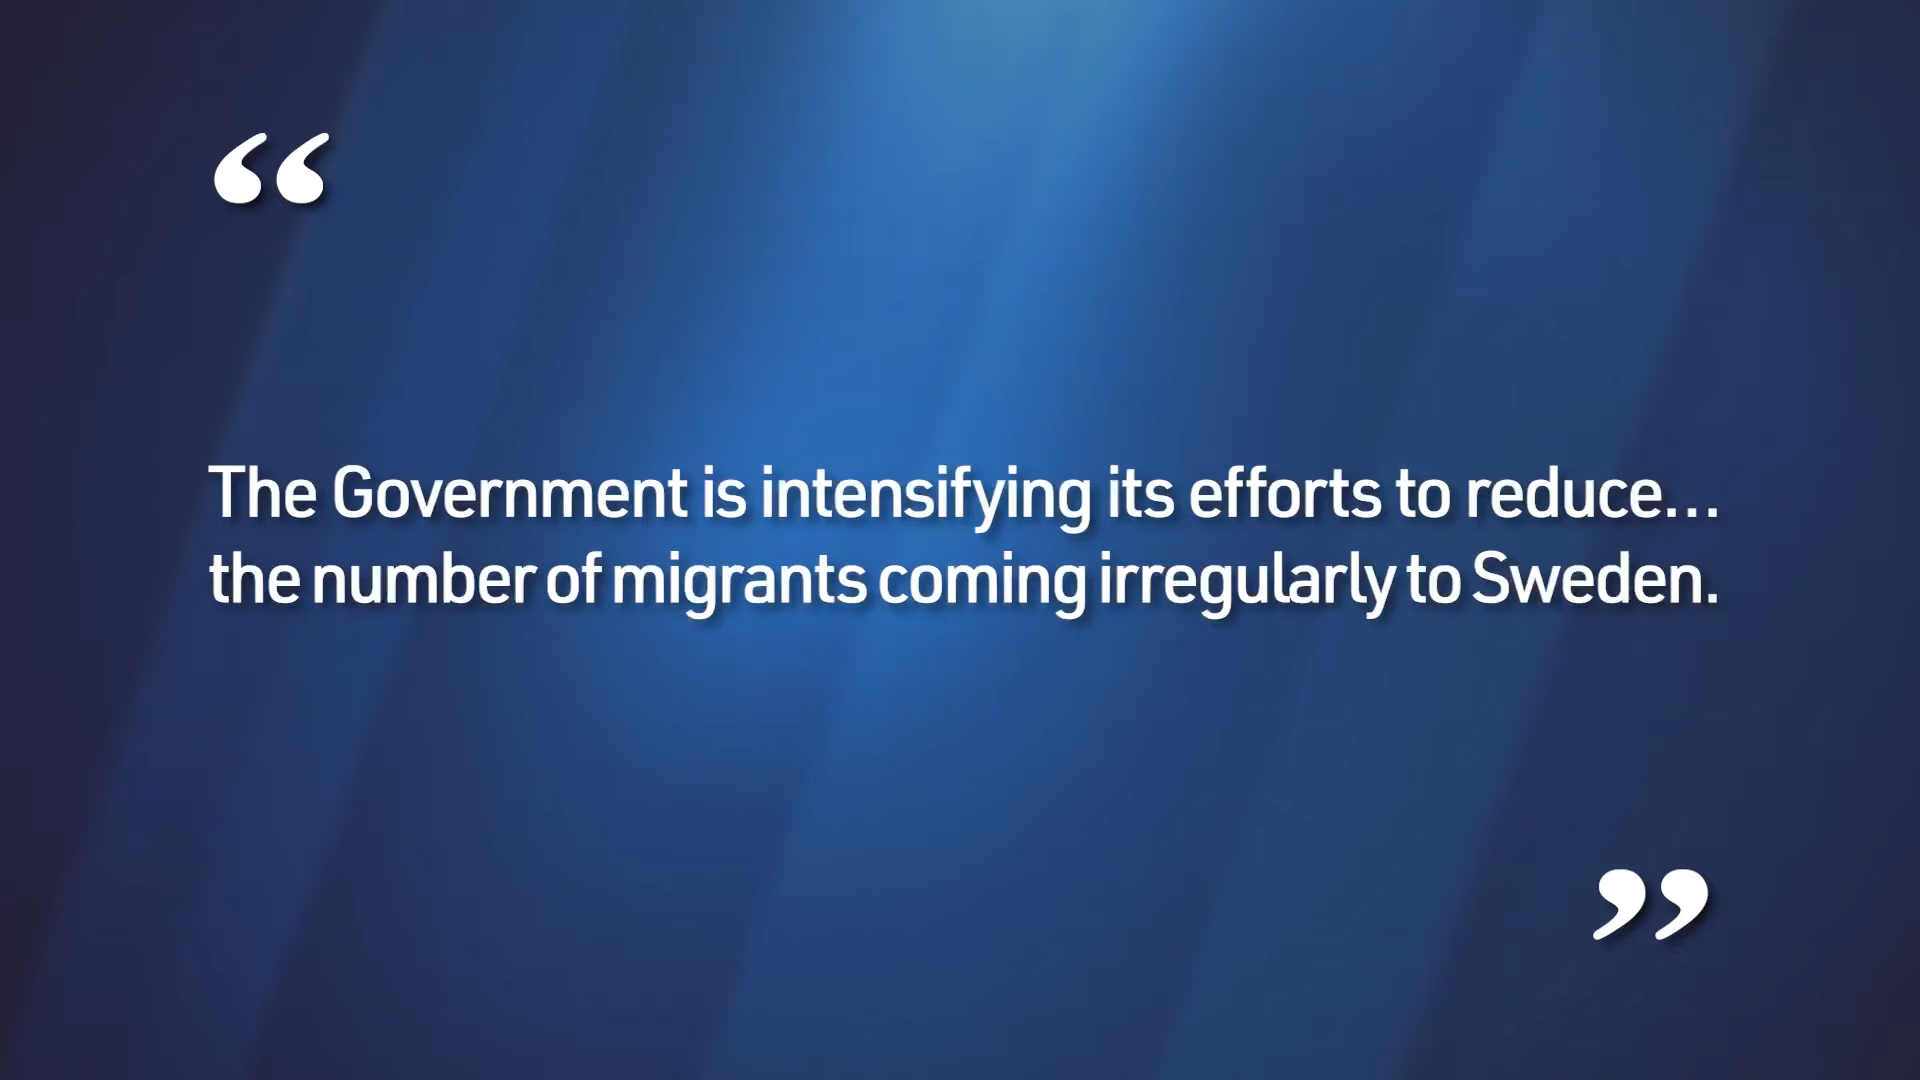 “
The Government is intensifying its efforts to reduce…
the number of migrants coming irregularly to Sweden.
”